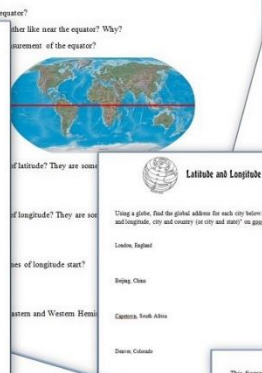 equator?
ther like near the equator? Why?
surement of the equator?
of latitude? They are some
of longitude? They are sor
nes of longitude start?
astern and Western Hemi
Latitude and Longitude
Using a globe, find the global address for each city below.
and longitude, city and country (or city and state)" on goog
London, England
Beijing, China
Capetown, South Africa
Denver, Colorado